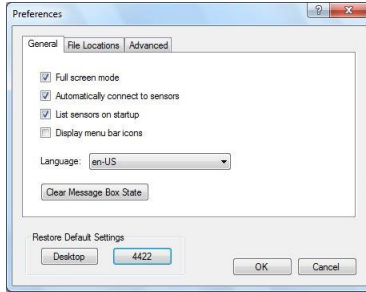 Preferences
General File Locations Advanced
Full screen mode
Automatically connect to sensors
List sensors on startup
Display menu bar icons
Language: en-US
Clear Message Box State
Restore Default Settings
Desktop 4422
OK Cancel